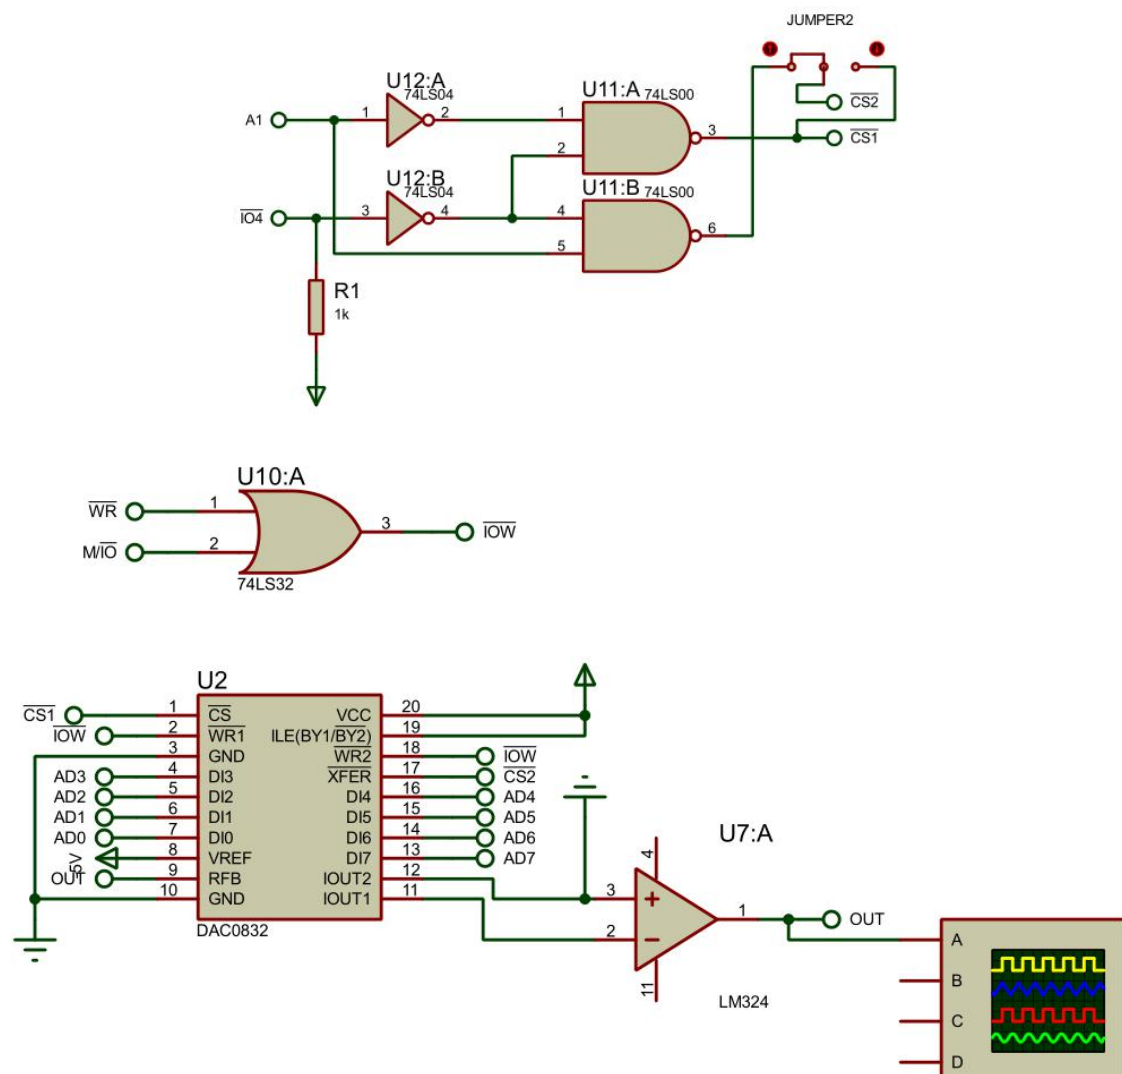 JUMPER2
U12:A
74LS04
U11:A 74LS00
A1 1 2 1 3
2
CS2
CS1
U12:B
74LS04
U11:B 74LS00
IO4 3 4 4 6
5
R1
1k
U10:A
WR 1
3 IOW
M/IO 2
74LS32
U2
CS1 1 CS VCC 20
IOW 2 WR1 ILE(BY1/BY2) 19
3 GND WR2 18 IOW
AD3 4 DI3 XFER 17 CS2
AD2 5 DI2 DI4 16 AD4
AD1 6 DI1 DI5 15 AD5
AD0 7 DI0 DI6 14 AD6
5V 8 VREF DI7 13 AD7
OUT 9 RFB IOUT2 12
10 GND IOUT1 11
DAC0832
U7:A
4
3 +
1 OUT
2 −
11
LM324
A
B
C
D